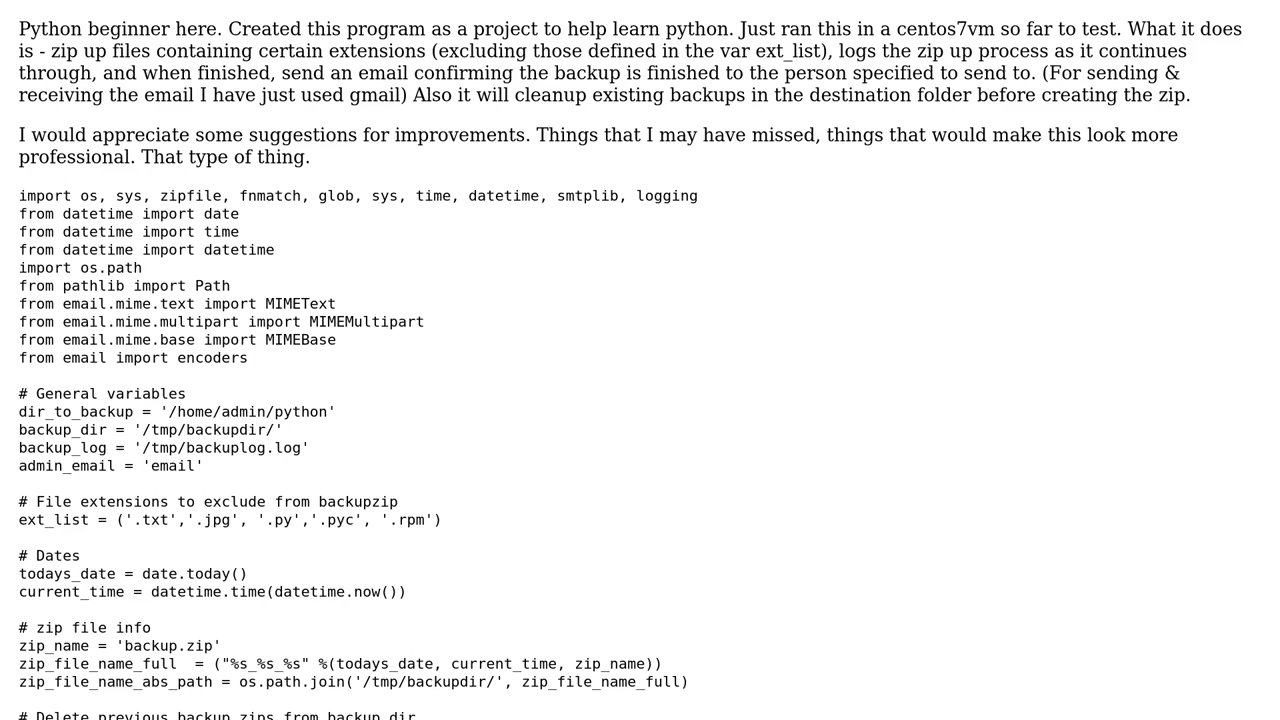 Python beginner here. Created this program as a project to help learn python. Just ran this in a centos7vm so far to test. What it does
is - zip up files containing certain extensions (excluding those defined in the var ext_list), logs the zip up process as it continues
through, and when finished, send an email confirming the backup is finished to the person specified to send to. (For sending &
receiving the email I have just used gmail) Also it will cleanup existing backups in the destination folder before creating the zip.
I would appreciate some suggestions for improvements. Things that I may have missed, things that would make this look more
professional. That type of thing.
import os, sys, zipfile, fnmatch, glob, sys, time, datetime, smtplib, logging
from datetime import date
from datetime import time
from datetime import datetime
import os.path
from pathlib import Path
from email.mime.text import MIMEText
from email.mime.multipart import MIMEMultipart
from email.mime.base import MIMEBase
from email import encoders
# General variables
dir_to_backup = '/home/admin/python'
backup_dir = '/tmp/backupdir/'
backup_log = '/tmp/backuplog.log'
admin_email = 'email'
# File extensions to exclude from backupzip
ext_list = ('.txt','.jpg', '.py','.pyc', '.rpm')
# Dates
todays_date = date.today()
current_time = datetime.time(datetime.now())
# zip file info
zip_name = 'backup.zip'
zip_file_name_full  = ("%s_%s_%s" %(todays_date, current_time, zip_name))
zip_file_name_abs_path = os.path.join('/tmp/backupdir/', zip_file_name_full)
# Delete previous backup zips from backup dir